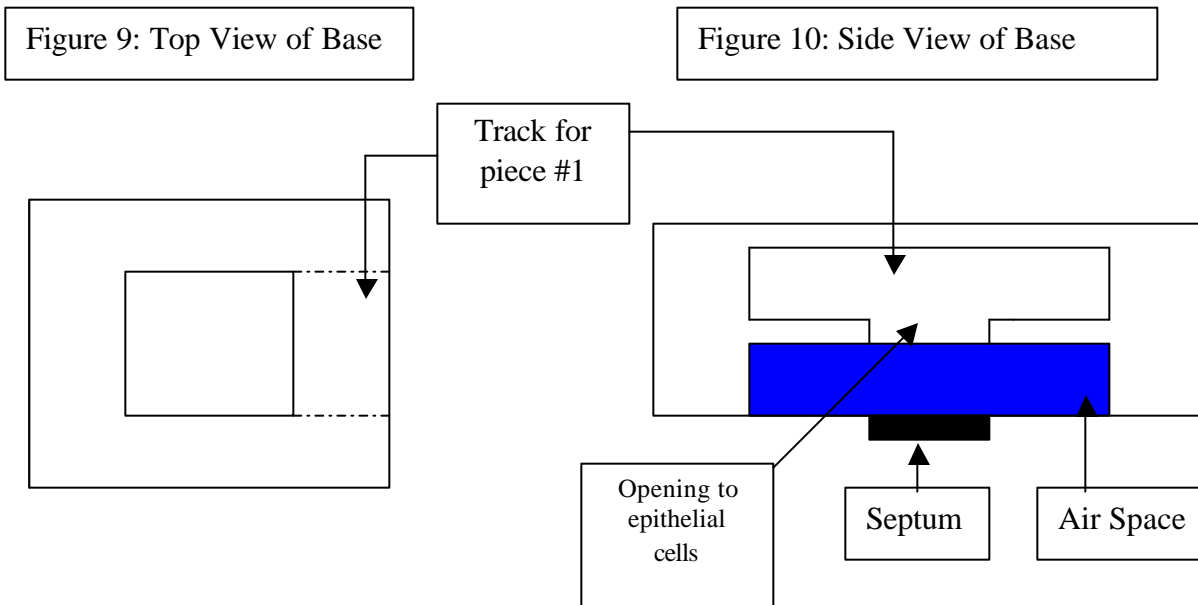 Figure 9: Top View of Base
Figure 10: Side View of Base
Track for
piece #1
Opening to
epithelial
cells
Septum
Air Space